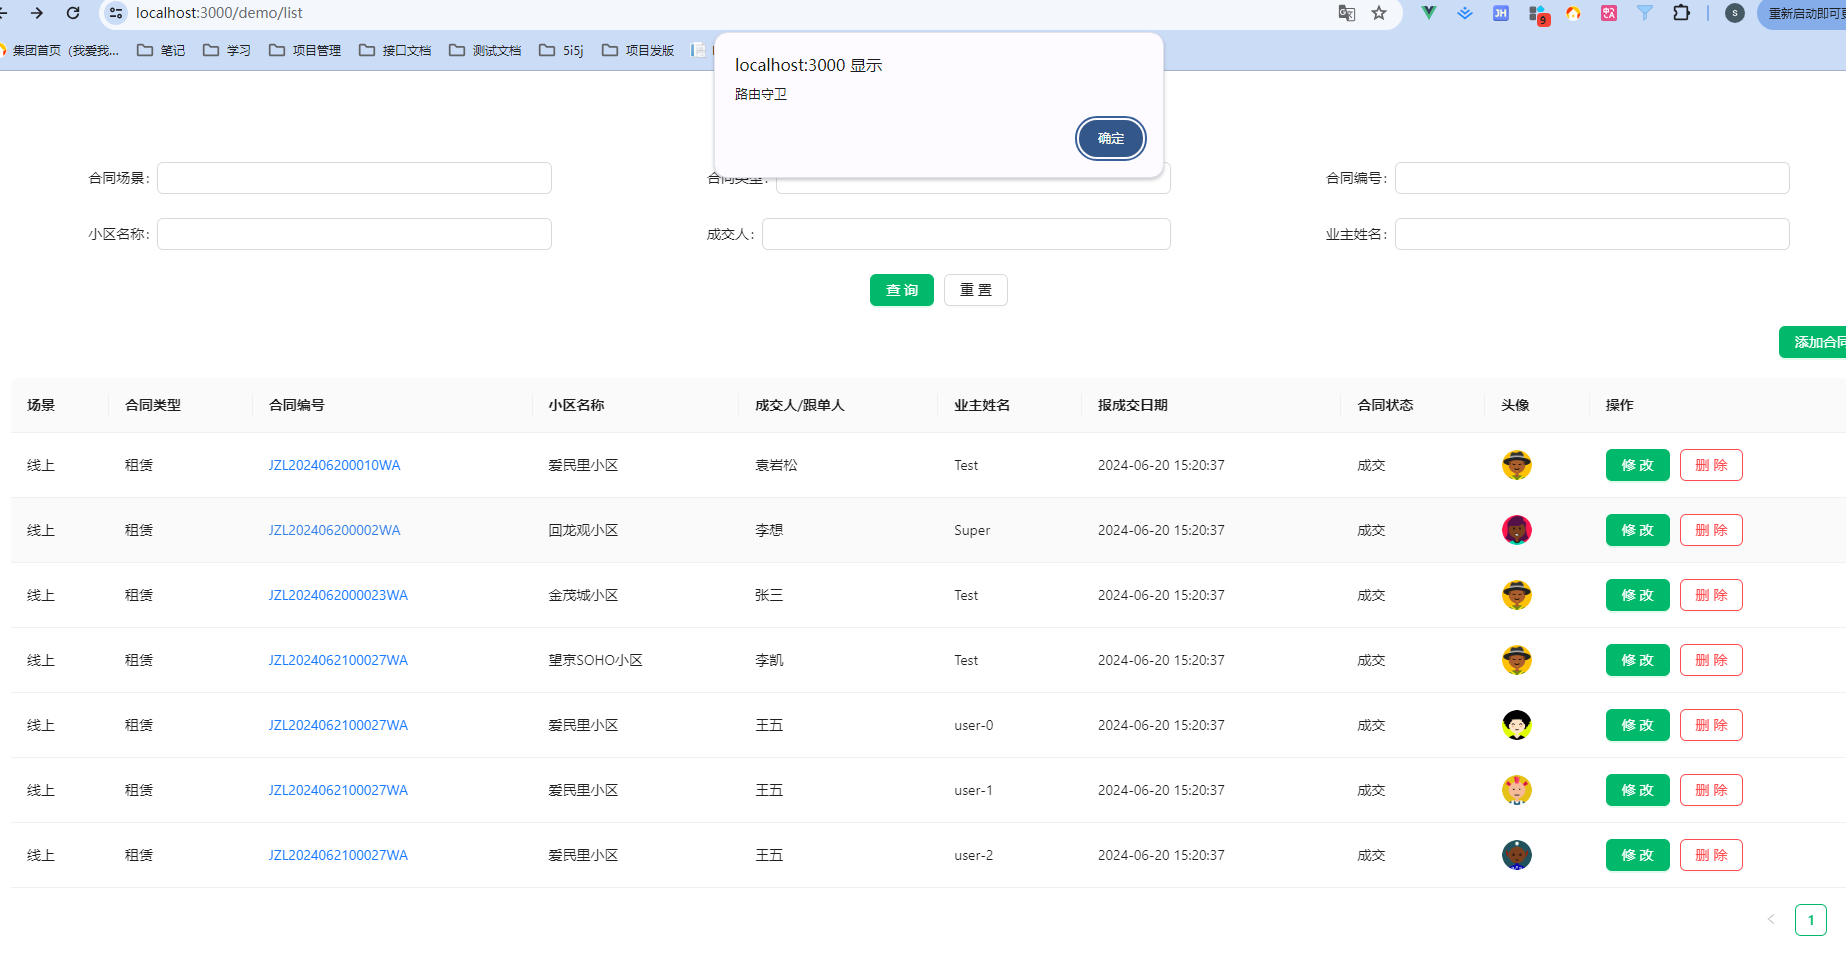 localhost:3000/demo/list
重新启动即可更
集团首页（我爱我... 笔记 学习 项目管理 接口文档 测试文档 5i5j 项目发版
localhost:3000 显示
路由守卫
确定
合同场景: 合同类型: 合同编号:
小区名称: 成交人: 业主姓名:
查 询 重 置
添加合同
场景 合同类型 合同编号 小区名称 成交人/跟单人 业主姓名 报成交日期 合同状态 头像 操作
线上 租赁 JZL202406200010WA 爱民里小区 袁岩松 Test 2024-06-20 15:20:37 成交 修 改 删 除
线上 租赁 JZL202406200002WA 回龙观小区 李想 Super 2024-06-20 15:20:37 成交 修 改 删 除
线上 租赁 JZL2024062000023WA 金茂城小区 张三 Test 2024-06-20 15:20:37 成交 修 改 删 除
线上 租赁 JZL2024062100027WA 望京SOHO小区 李凯 Test 2024-06-20 15:20:37 成交 修 改 删 除
线上 租赁 JZL2024062100027WA 爱民里小区 王五 user-0 2024-06-20 15:20:37 成交 修 改 删 除
线上 租赁 JZL2024062100027WA 爱民里小区 王五 user-1 2024-06-20 15:20:37 成交 修 改 删 除
线上 租赁 JZL2024062100027WA 爱民里小区 王五 user-2 2024-06-20 15:20:37 成交 修 改 删 除
1